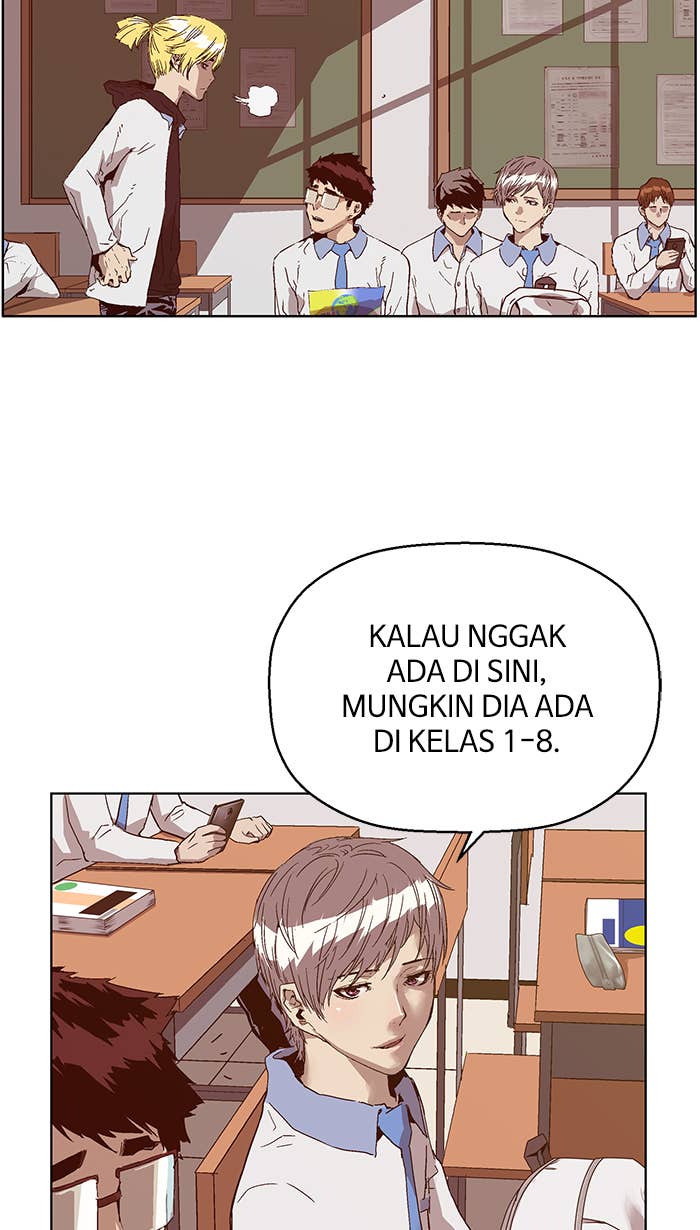 KALAU NGGAK
ADA DI SINI,
MUNGKIN DIA ADA
DI KELAS 1-8.